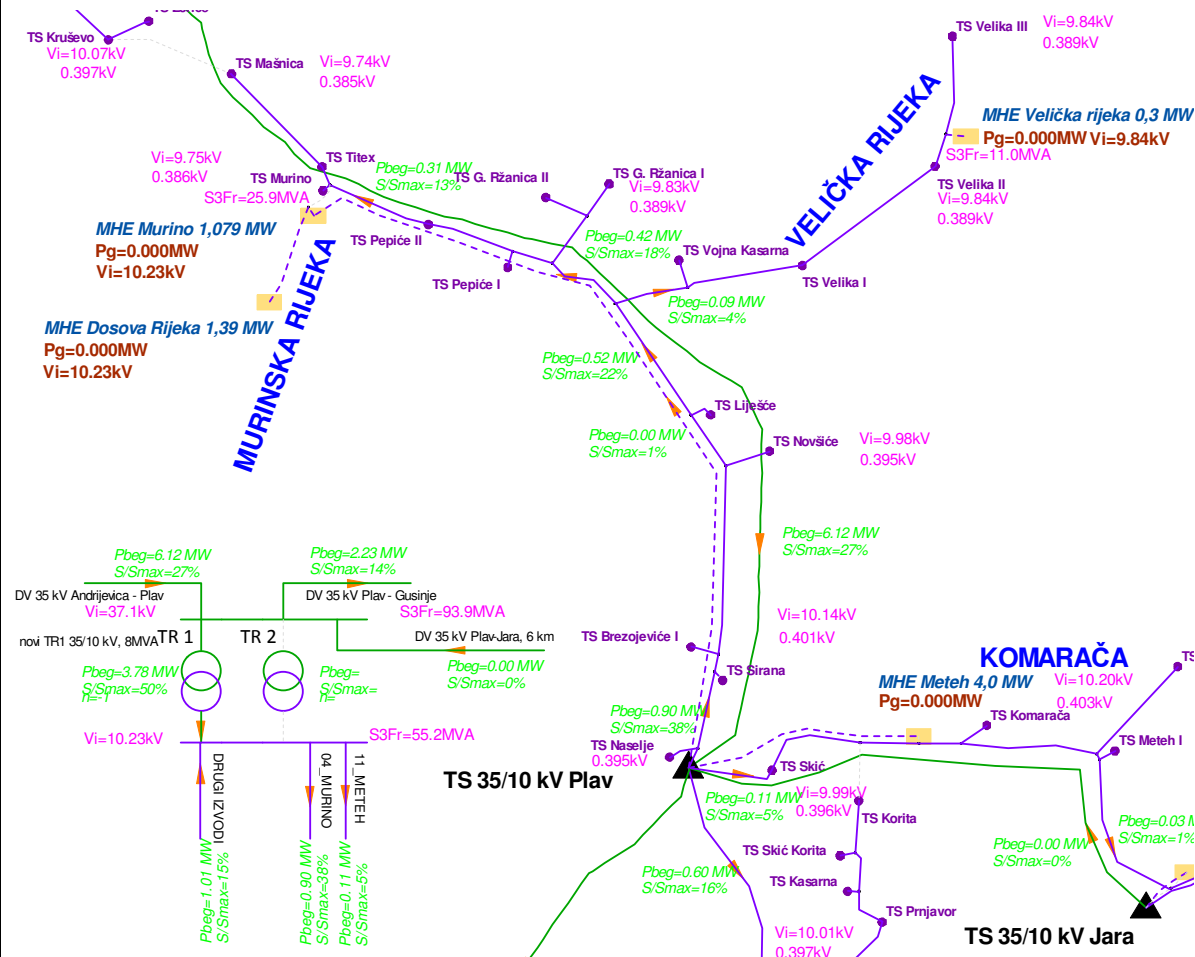 TS Kruševo
Vi=10.07kV
0.397kV
TS Mašnica
Vi=9.74kV
0.385kV
TS Velika III
Vi=9.84kV
0.389kV
MHE Velička rijeka 0,3 MW
Pg=0.000MW Vi=9.84kV
S3Fr=11.0MVA
TS Velika II
Vi=9.84kV
0.389kV
VELIČKA RIJEKA
Vi=9.75kV
0.386kV
TS Titex
TS Murino
S3Fr=25.9MVA
Pbeg=0.31 MW
S/Smax=13%
TS G. Ržanica II
TS G. Ržanica I
Vi=9.83kV
0.389kV
MHE Murino 1,079 MW
Pg=0.000MW
Vi=10.23kV
TS Pepiće II
TS Pepiće I
Pbeg=0.42 MW
S/Smax=18%
TS Vojna Kasarna
TS Velika I
Pbeg=0.09 MW
S/Smax=4%
MHE Dosova Rijeka 1,39 MW
Pg=0.000MW
Vi=10.23kV
MURINSKA RIJEKA
Pbeg=0.52 MW
S/Smax=22%
TS Liješće
Pbeg=0.00 MW
S/Smax=1%
TS Novšiće
Vi=9.98kV
0.395kV
Pbeg=6.12 MW
S/Smax=27%
Pbeg=6.12 MW
S/Smax=27%
Pbeg=2.23 MW
S/Smax=14%
DV 35 kV Andrijevica - Plav
DV 35 kV Plav - Gusinje
Vi=37.1kV
S3Fr=93.9MVA
novi TR1 35/10 kV, 8MVA
TR 1
TR 2
DV 35 kV Plav-Jara, 6 km
Pbeg=3.78 MW
S/Smax=50%
n=-1
Pbeg=
S/Smax=
n=
Pbeg=0.00 MW
S/Smax=0%
Vi=10.23kV
S3Fr=55.2MVA
DRUGI IZVODI
04_MURINO
11_METEH
Pbeg=1.01 MW
S/Smax=15%
Pbeg=0.90 MW
S/Smax=38%
Pbeg=0.11 MW
S/Smax=5%
Vi=10.14kV
0.401kV
TS Brezojeviće I
TS Sirana
Pbeg=0.90 MW
S/Smax=38%
TS Naselje
0.395kV
TS 35/10 kV Plav
KOMARAČA
MHE Meteh 4,0 MW
Pg=0.000MW
Vi=10.20kV
0.403kV
TS
TS Komarača
TS Meteh I
TS Skić
Pbeg=0.11 MW
S/Smax=5%
Vi=9.99kV
0.396kV
TS Korita
TS Skić Korita
TS Kasarna
TS Prnjavor
Pbeg=0.60 MW
S/Smax=16%
Vi=10.01kV
0.397kV
Pbeg=0.00 MW
S/Smax=0%
Pbeg=0.03 M
S/Smax=1%
TS 35/10 kV Jara